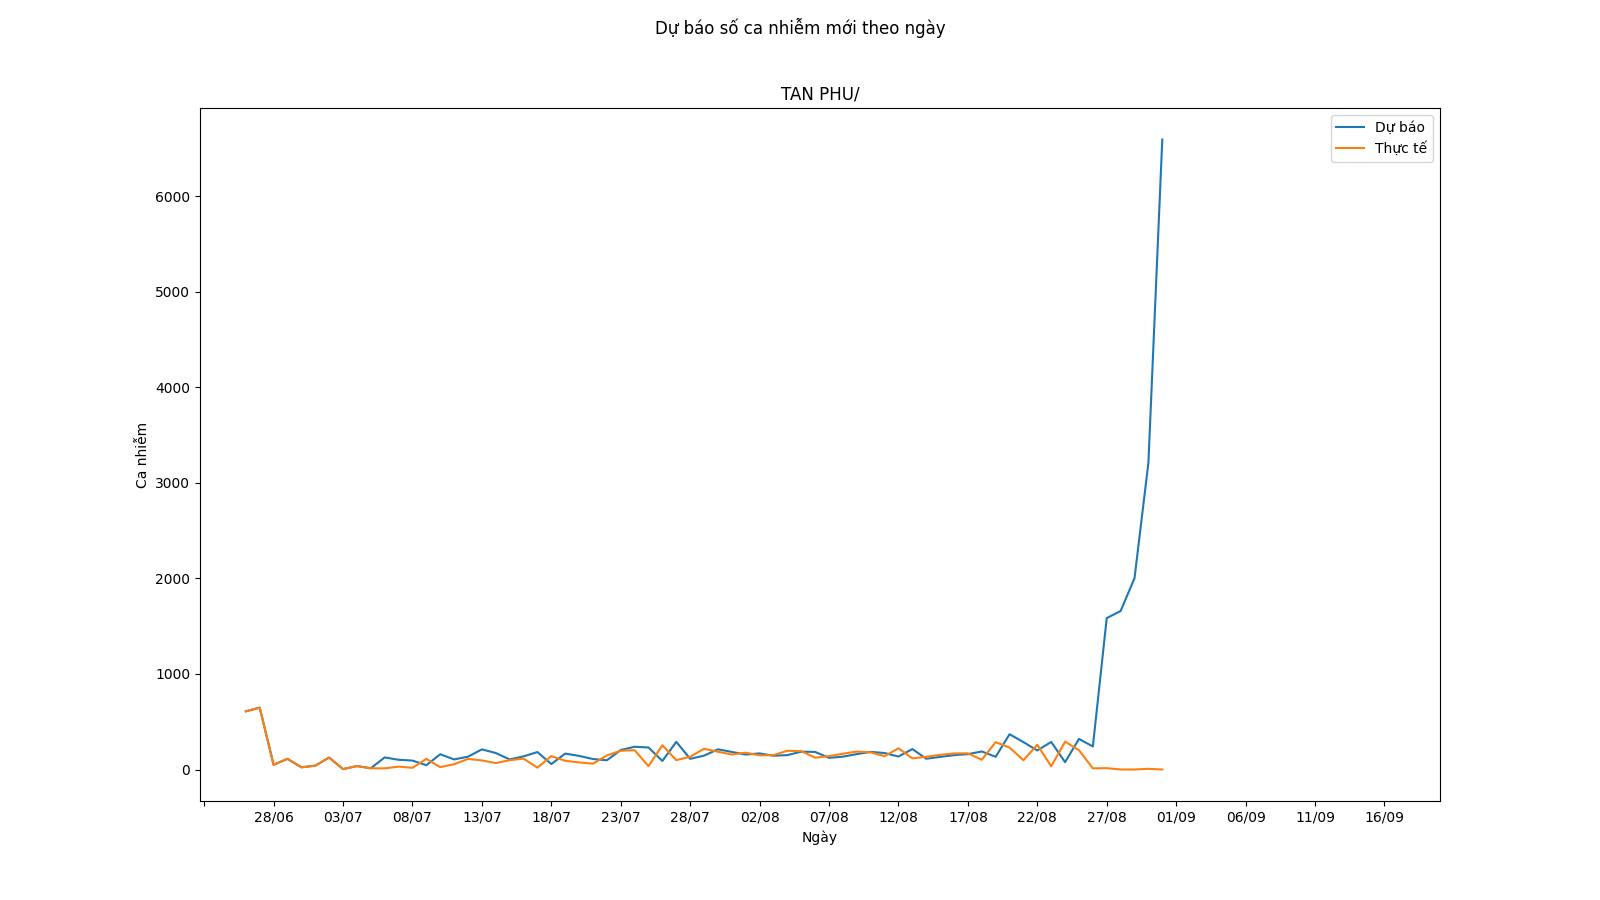 Dự báo số ca nhiễm mới theo ngày
TAN PHU/
Dự báo
Thực tế
6000
5000
4000
3000
2000
1000
0
Ca nhiễm
28/06 03/07 08/07 13/07 18/07 23/07 28/07 02/08 07/08 12/08 17/08 22/08 27/08 01/09 06/09 11/09 16/09
Ngày